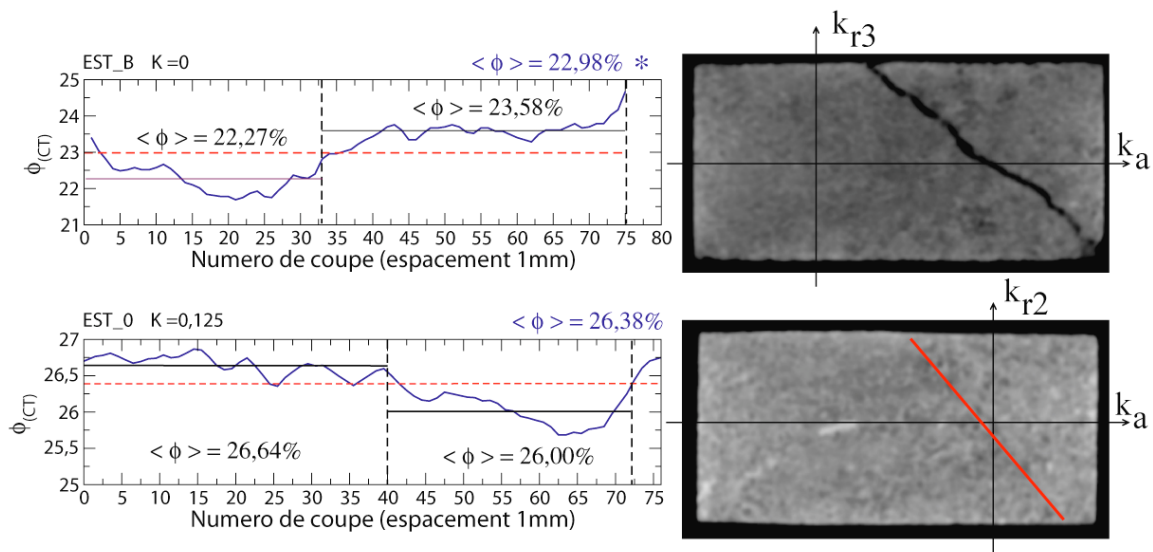 EST_B K =0
< ϕ > = 22,98% *
25
24
23
22
21
ϕ(CT)
< ϕ > = 22,27%
< ϕ > = 23,58%
0 5 10 15 20 25 30 35 40 45 50 55 60 65 70 75 80
Numero de coupe (espacement 1mm)
kr3
ka
EST_0 K =0,125
< ϕ > = 26,38%
27
26,5
26
25,5
25
ϕ(CT)
< ϕ > = 26,64%
< ϕ > = 26,00%
0 5 10 15 20 25 30 35 40 45 50 55 60 65 70 75
Numero de coupe (espacement 1mm)
kr2
ka